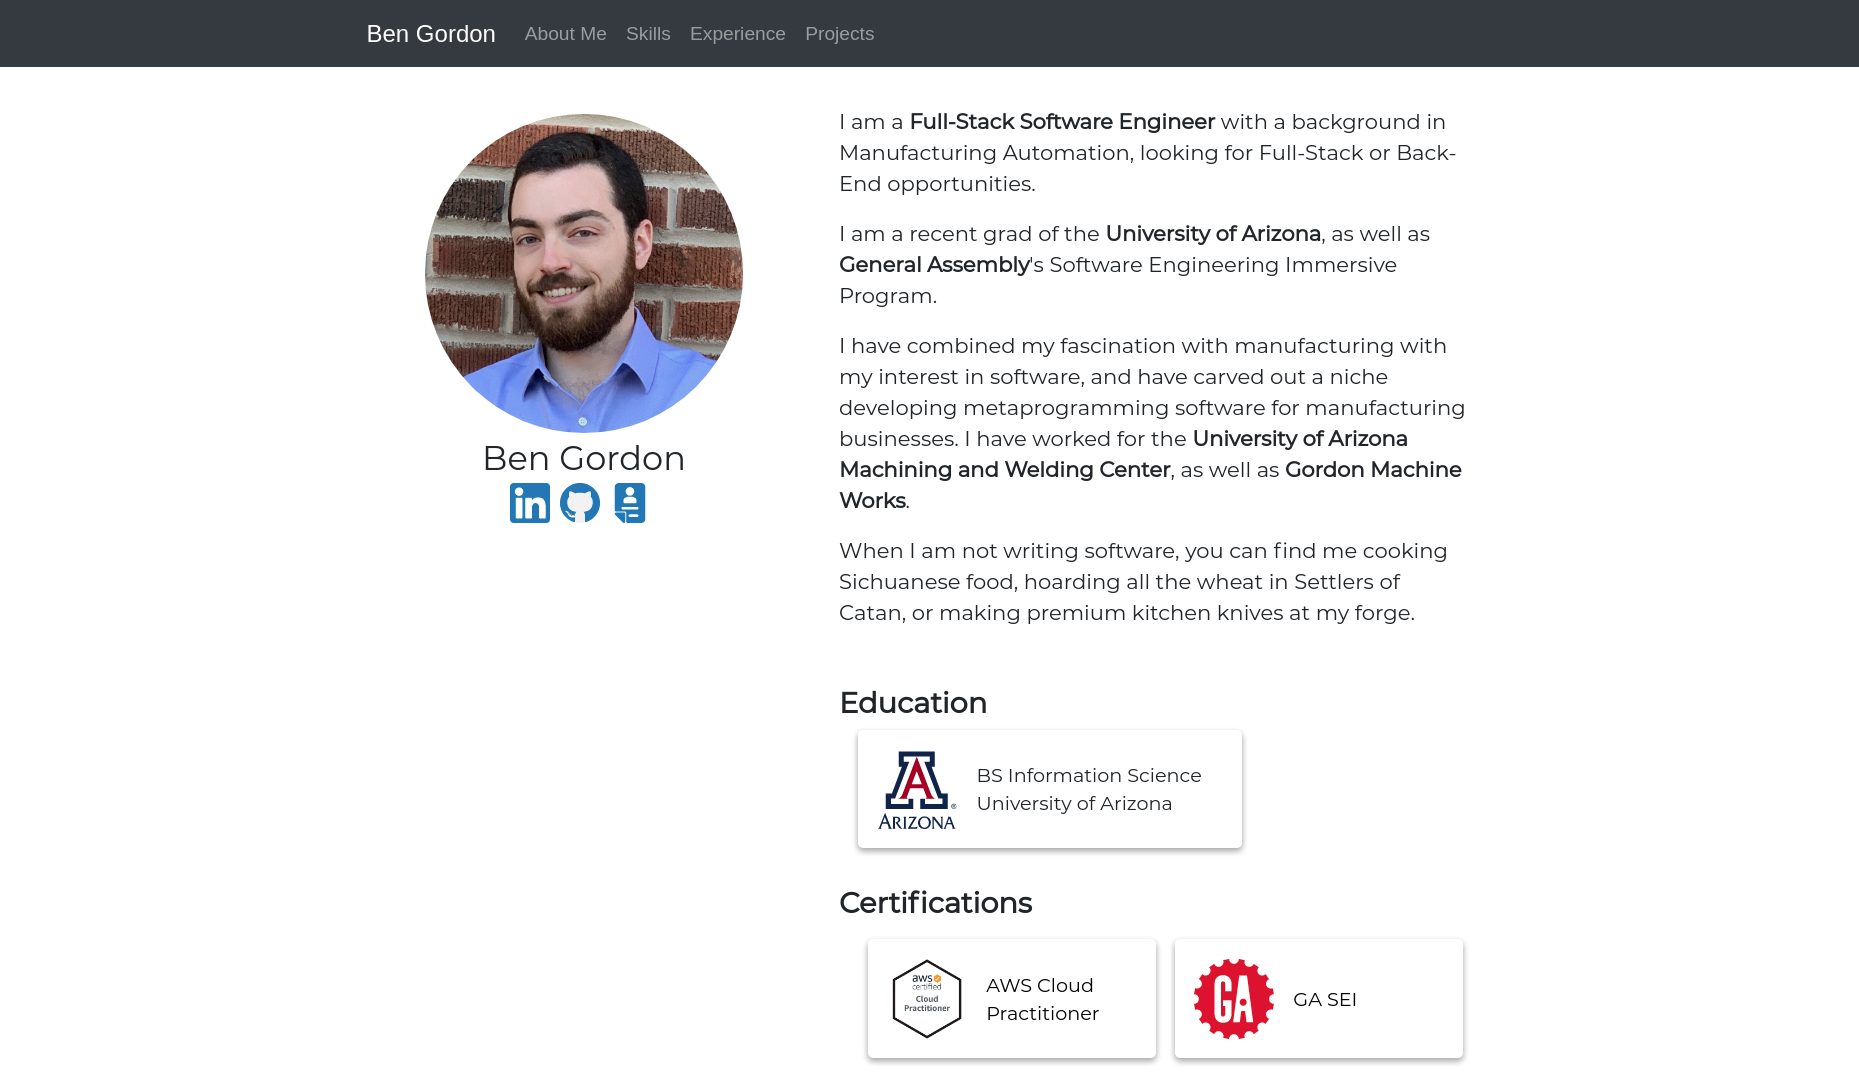 Ben Gordon About Me Skills Experience Projects
Ben Gordon
I am a Full-Stack Software Engineer with a background in
Manufacturing Automation, looking for Full-Stack or Back-
End opportunities.
I am a recent grad of the University of Arizona, as well as
General Assembly's Software Engineering Immersive
Program.
I have combined my fascination with manufacturing with
my interest in software, and have carved out a niche
developing metaprogramming software for manufacturing
businesses. I have worked for the University of Arizona
Machining and Welding Center, as well as Gordon Machine
Works.
When I am not writing software, you can find me cooking
Sichuanese food, hoarding all the wheat in Settlers of
Catan, or making premium kitchen knives at my forge.
Education
A
ARIZONA
®
BS Information Science
University of Arizona
Certifications
aws
certified
Cloud
Practitioner
AWS Cloud
Practitioner
GA
GA SEI
in